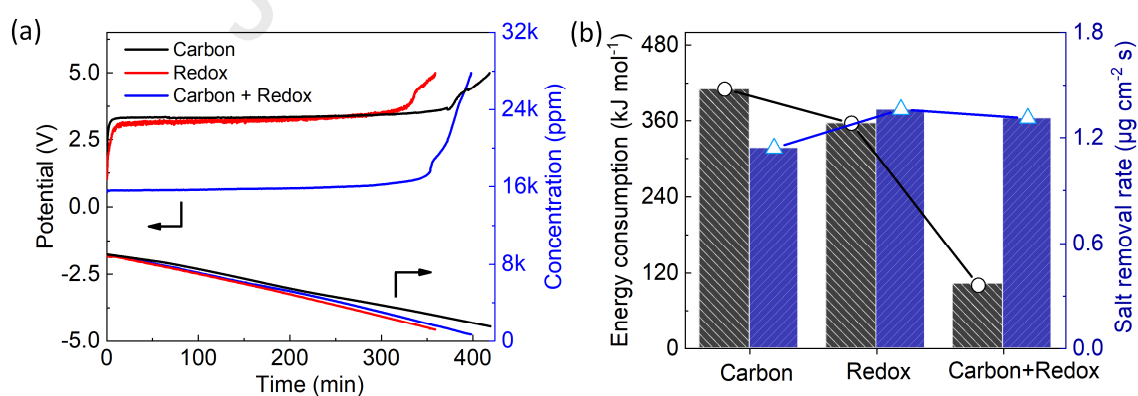 (a)
Carbon
Redox
Carbon + Redox
Potential (V)
5.0
2.5
0.0
-2.5
-5.0
0
100
200
300
400
Time (min)
32k
24k
16k
8k
0
Concentration (ppm)
(b)
Energy consumption (kJ mol⁻¹)
480
360
240
120
0
Carbon
Redox
Carbon+Redox
1.8
1.2
0.6
0.0
Salt removal rate (µg cm⁻² s)